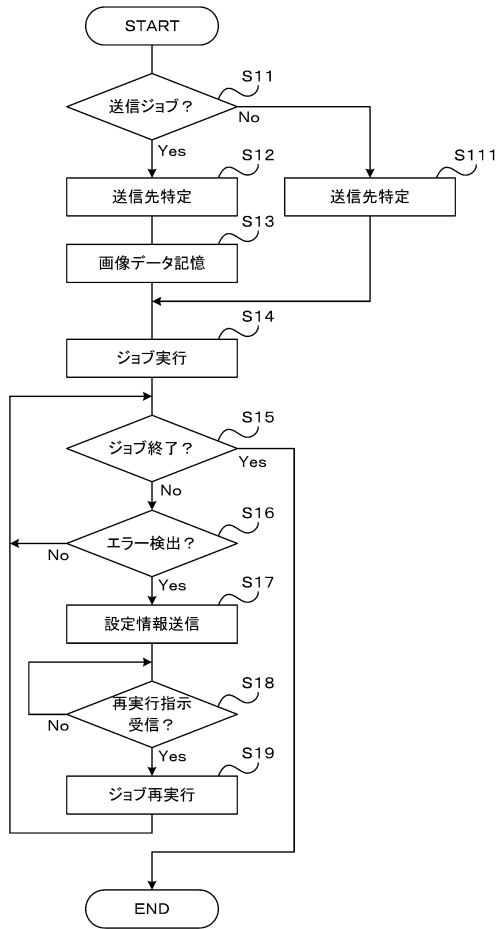 START
S11
送信ジョブ?
No
Yes
S12
送信先特定
S111
送信先特定
S13
画像データ記憶
S14
ジョブ実行
S15
ジョブ終了?
Yes
No
S16
エラー検出?
No
Yes
S17
設定情報送信
S18
再実行指示
受信?
No
Yes
S19
ジョブ再実行
END